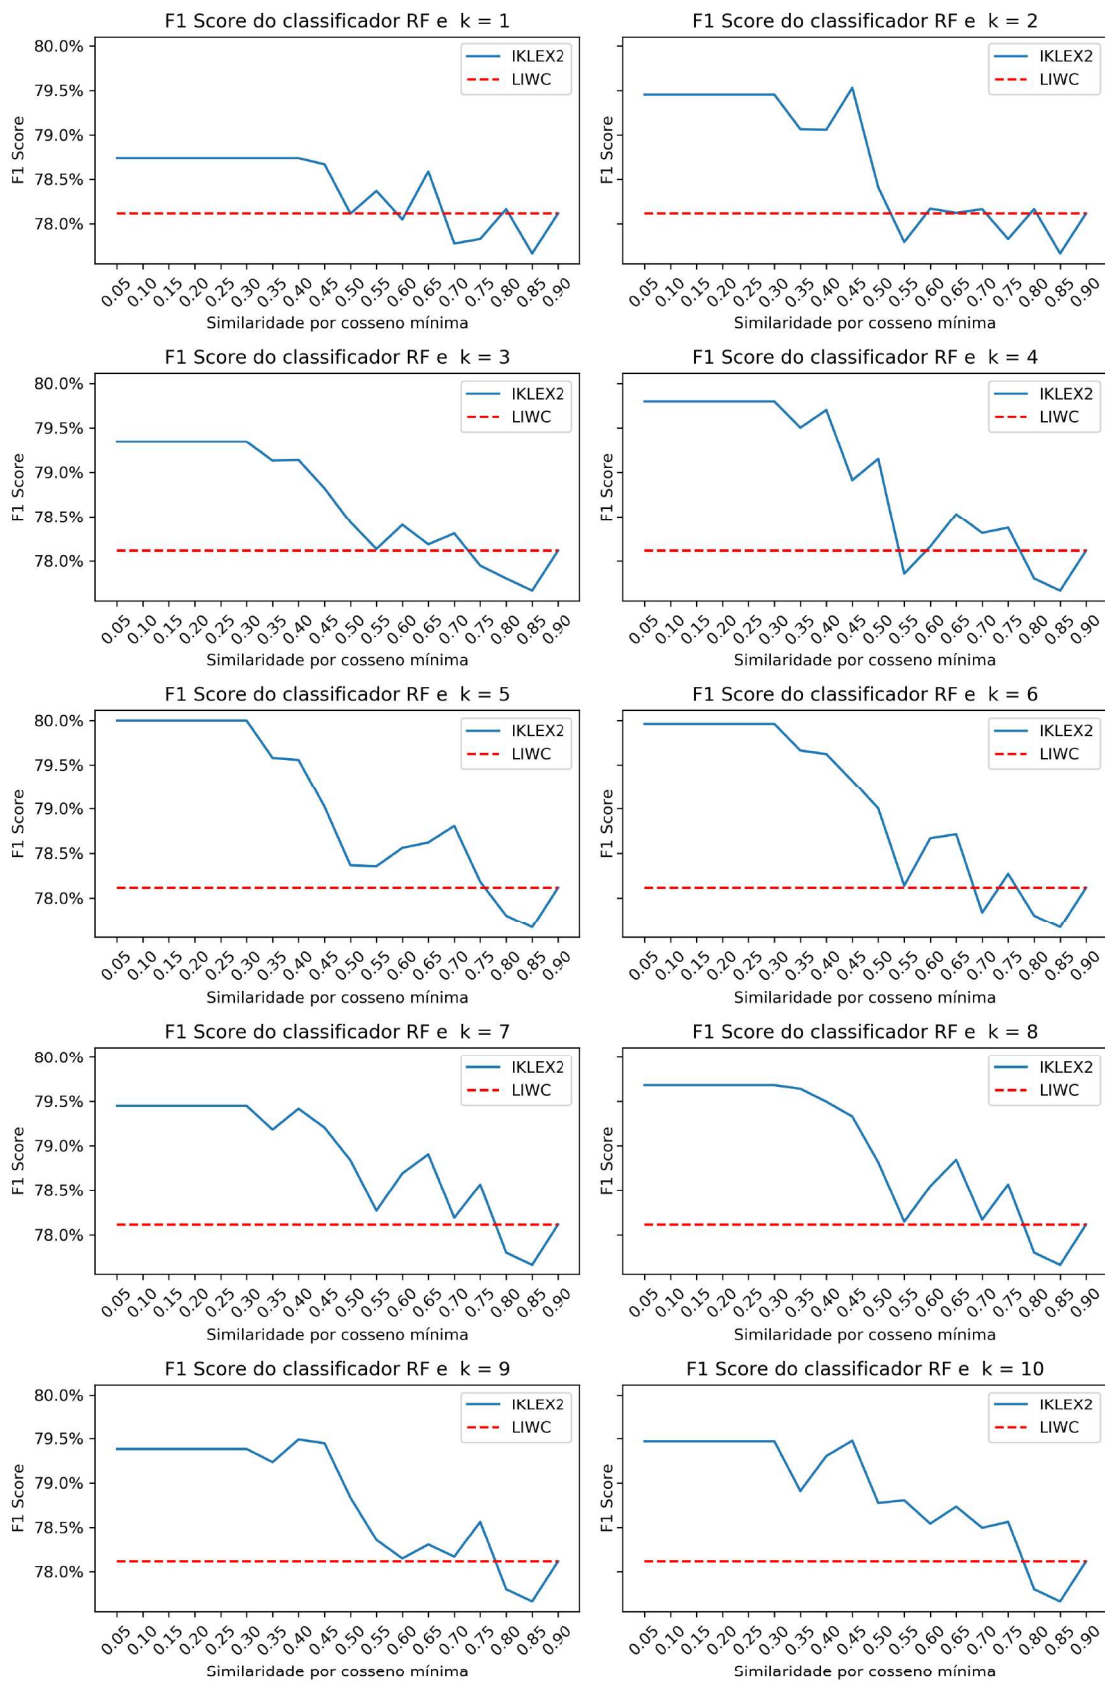 F1 Score do classificador RF e k = 1
80.0%
79.5%
79.0%
78.5%
78.0%
F1 Score
IKLEX2
LIWC
0.05 0.10 0.15 0.20 0.25 0.30 0.35 0.40 0.45 0.50 0.55 0.60 0.65 0.70 0.75 0.80 0.85 0.90
Similaridade por cosseno mínima
F1 Score do classificador RF e k = 2
F1 Score
IKLEX2
LIWC
0.05 0.10 0.15 0.20 0.25 0.30 0.35 0.40 0.45 0.50 0.55 0.60 0.65 0.70 0.75 0.80 0.85 0.90
Similaridade por cosseno mínima
F1 Score do classificador RF e k = 3
80.0%
79.5%
79.0%
78.5%
78.0%
F1 Score
IKLEX2
LIWC
0.05 0.10 0.15 0.20 0.25 0.30 0.35 0.40 0.45 0.50 0.55 0.60 0.65 0.70 0.75 0.80 0.85 0.90
Similaridade por cosseno mínima
F1 Score do classificador RF e k = 4
F1 Score
IKLEX2
LIWC
0.05 0.10 0.15 0.20 0.25 0.30 0.35 0.40 0.45 0.50 0.55 0.60 0.65 0.70 0.75 0.80 0.85 0.90
Similaridade por cosseno mínima
F1 Score do classificador RF e k = 5
80.0%
79.5%
79.0%
78.5%
78.0%
F1 Score
IKLEX2
LIWC
0.05 0.10 0.15 0.20 0.25 0.30 0.35 0.40 0.45 0.50 0.55 0.60 0.65 0.70 0.75 0.80 0.85 0.90
Similaridade por cosseno mínima
F1 Score do classificador RF e k = 6
F1 Score
IKLEX2
LIWC
0.05 0.10 0.15 0.20 0.25 0.30 0.35 0.40 0.45 0.50 0.55 0.60 0.65 0.70 0.75 0.80 0.85 0.90
Similaridade por cosseno mínima
F1 Score do classificador RF e k = 7
80.0%
79.5%
79.0%
78.5%
78.0%
F1 Score
IKLEX2
LIWC
0.05 0.10 0.15 0.20 0.25 0.30 0.35 0.40 0.45 0.50 0.55 0.60 0.65 0.70 0.75 0.80 0.85 0.90
Similaridade por cosseno mínima
F1 Score do classificador RF e k = 8
F1 Score
IKLEX2
LIWC
0.05 0.10 0.15 0.20 0.25 0.30 0.35 0.40 0.45 0.50 0.55 0.60 0.65 0.70 0.75 0.80 0.85 0.90
Similaridade por cosseno mínima
F1 Score do classificador RF e k = 9
80.0%
79.5%
79.0%
78.5%
78.0%
F1 Score
IKLEX2
LIWC
0.05 0.10 0.15 0.20 0.25 0.30 0.35 0.40 0.45 0.50 0.55 0.60 0.65 0.70 0.75 0.80 0.85 0.90
Similaridade por cosseno mínima
F1 Score do classificador RF e k = 10
F1 Score
IKLEX2
LIWC
0.05 0.10 0.15 0.20 0.25 0.30 0.35 0.40 0.45 0.50 0.55 0.60 0.65 0.70 0.75 0.80 0.85 0.90
Similaridade por cosseno mínima